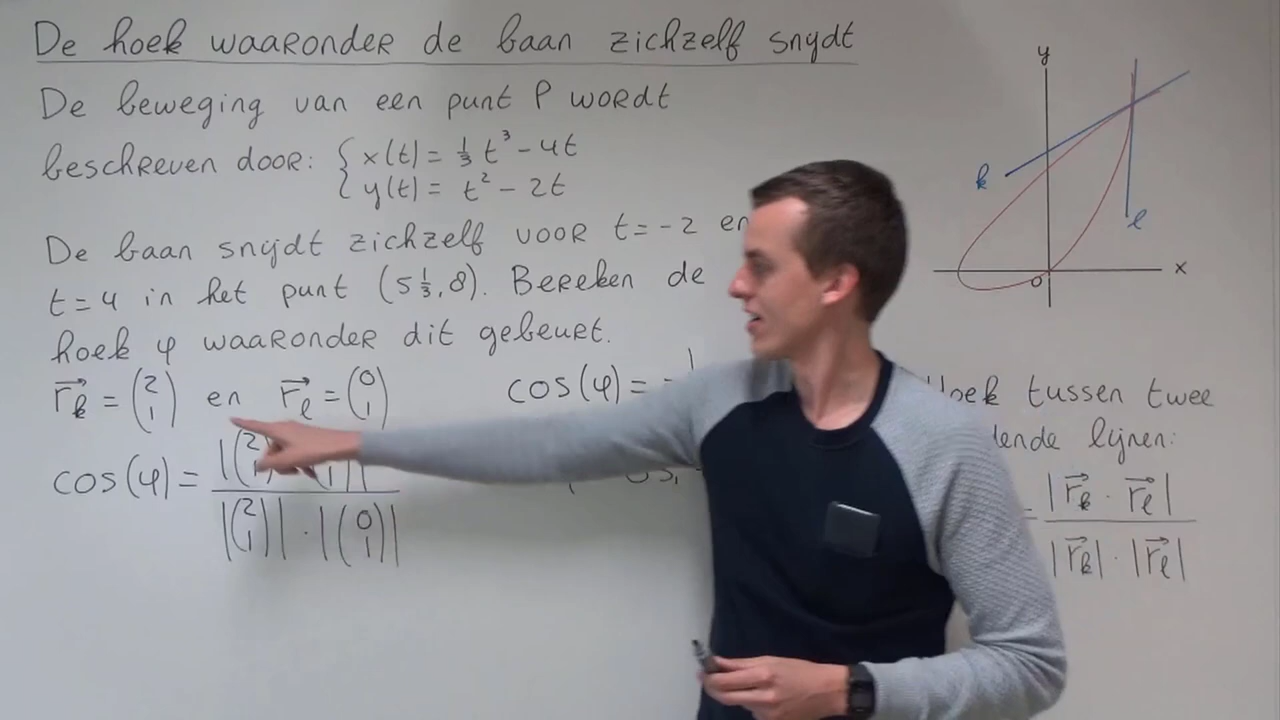 De hoek waaronder de baan zichzelf snydt
De beweging van een punt P wordt
beschreven door: { x(t) = 1/3 t³ - 4t
y(t) = t² - 2t
De baan snydt zichzelf voor t = -2 en
t = 4 in het punt (5 1/3, 8). Bereken de
hoek φ waaronder dit gebeurt.
r⃗k = (2 1) en r⃗l = (0 1)
cos(φ) = |(2 1) 1)| / |(2 1)| · |(0 1)|
cos(φ) =
y
k
l
x
O
hoek tussen twee
lijnen:
|r⃗k · r⃗l| / |r⃗k| · |r⃗l|